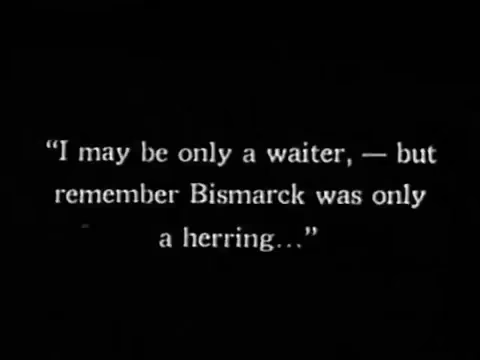 “I may be only a waiter, — but
remember Bismarck was only
a herring...”